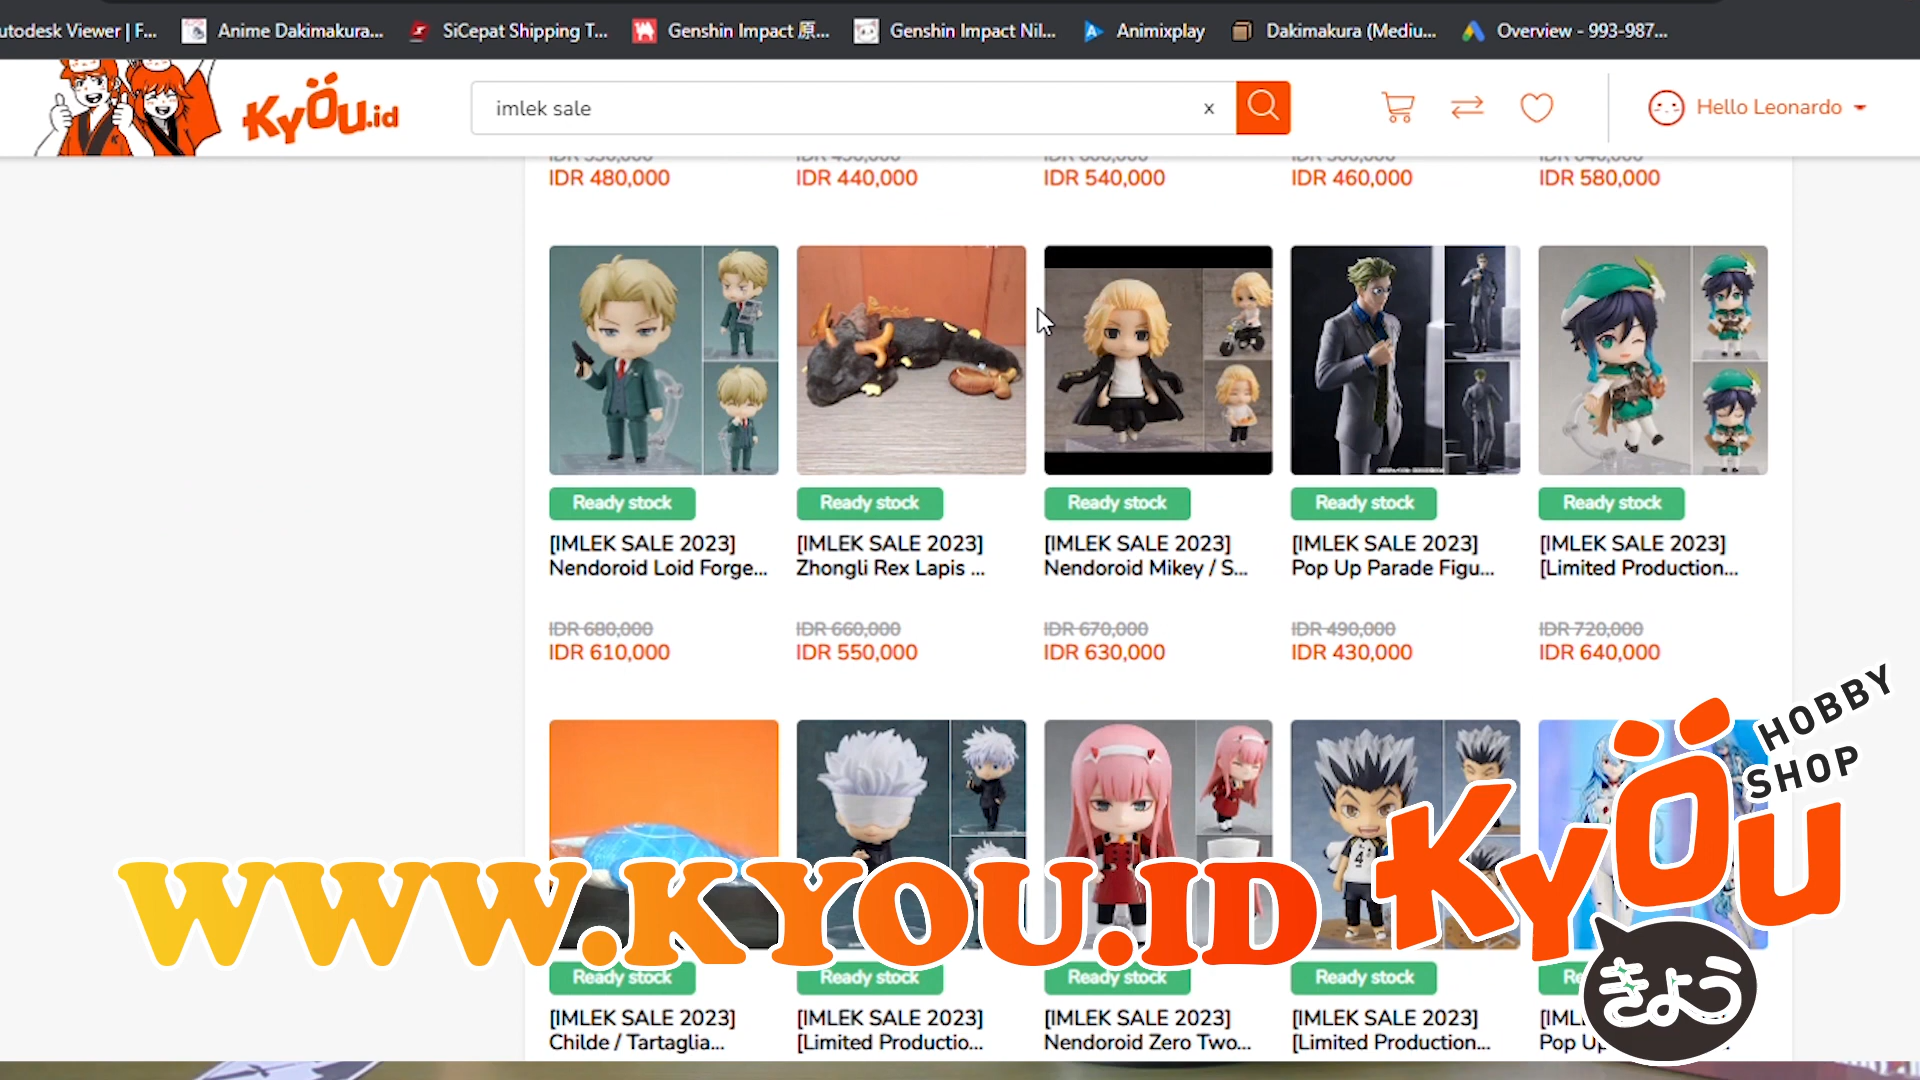 utodesk Viewer | F...
Anime Dakimakura...
SiCepat Shipping T...
Genshin Impact 原...
Genshin Impact Nil...
Animixplay
Dakimakura (Mediu...
Overview - 993-987...
KYOU.id
imlek sale
x
Hello Leonardo
IDR 480,000
IDR 440,000
IDR 540,000
IDR 460,000
IDR 580,000
Ready stock
Ready stock
Ready stock
Ready stock
Ready stock
[IMLEK SALE 2023]
Nendoroid Loid Forge...
[IMLEK SALE 2023]
Zhongli Rex Lapis ...
[IMLEK SALE 2023]
Nendoroid Mikey / S...
[IMLEK SALE 2023]
Pop Up Parade Figu...
[IMLEK SALE 2023]
[Limited Production...
IDR 680,000
IDR 610,000
IDR 660,000
IDR 550,000
IDR 670,000
IDR 630,000
IDR 490,000
IDR 430,000
IDR 720,000
IDR 640,000
HOBBY
SHOP
KYOU
きょう
WWW.KYOU.ID
Ready stock
Ready stock
Ready stock
Ready stock
[IMLEK SALE 2023]
Childe / Tartaglia...
[IMLEK SALE 2023]
[Limited Productio...
[IMLEK SALE 2023]
Nendoroid Zero Two...
[IMLEK SALE 2023]
[Limited Production...
Pop